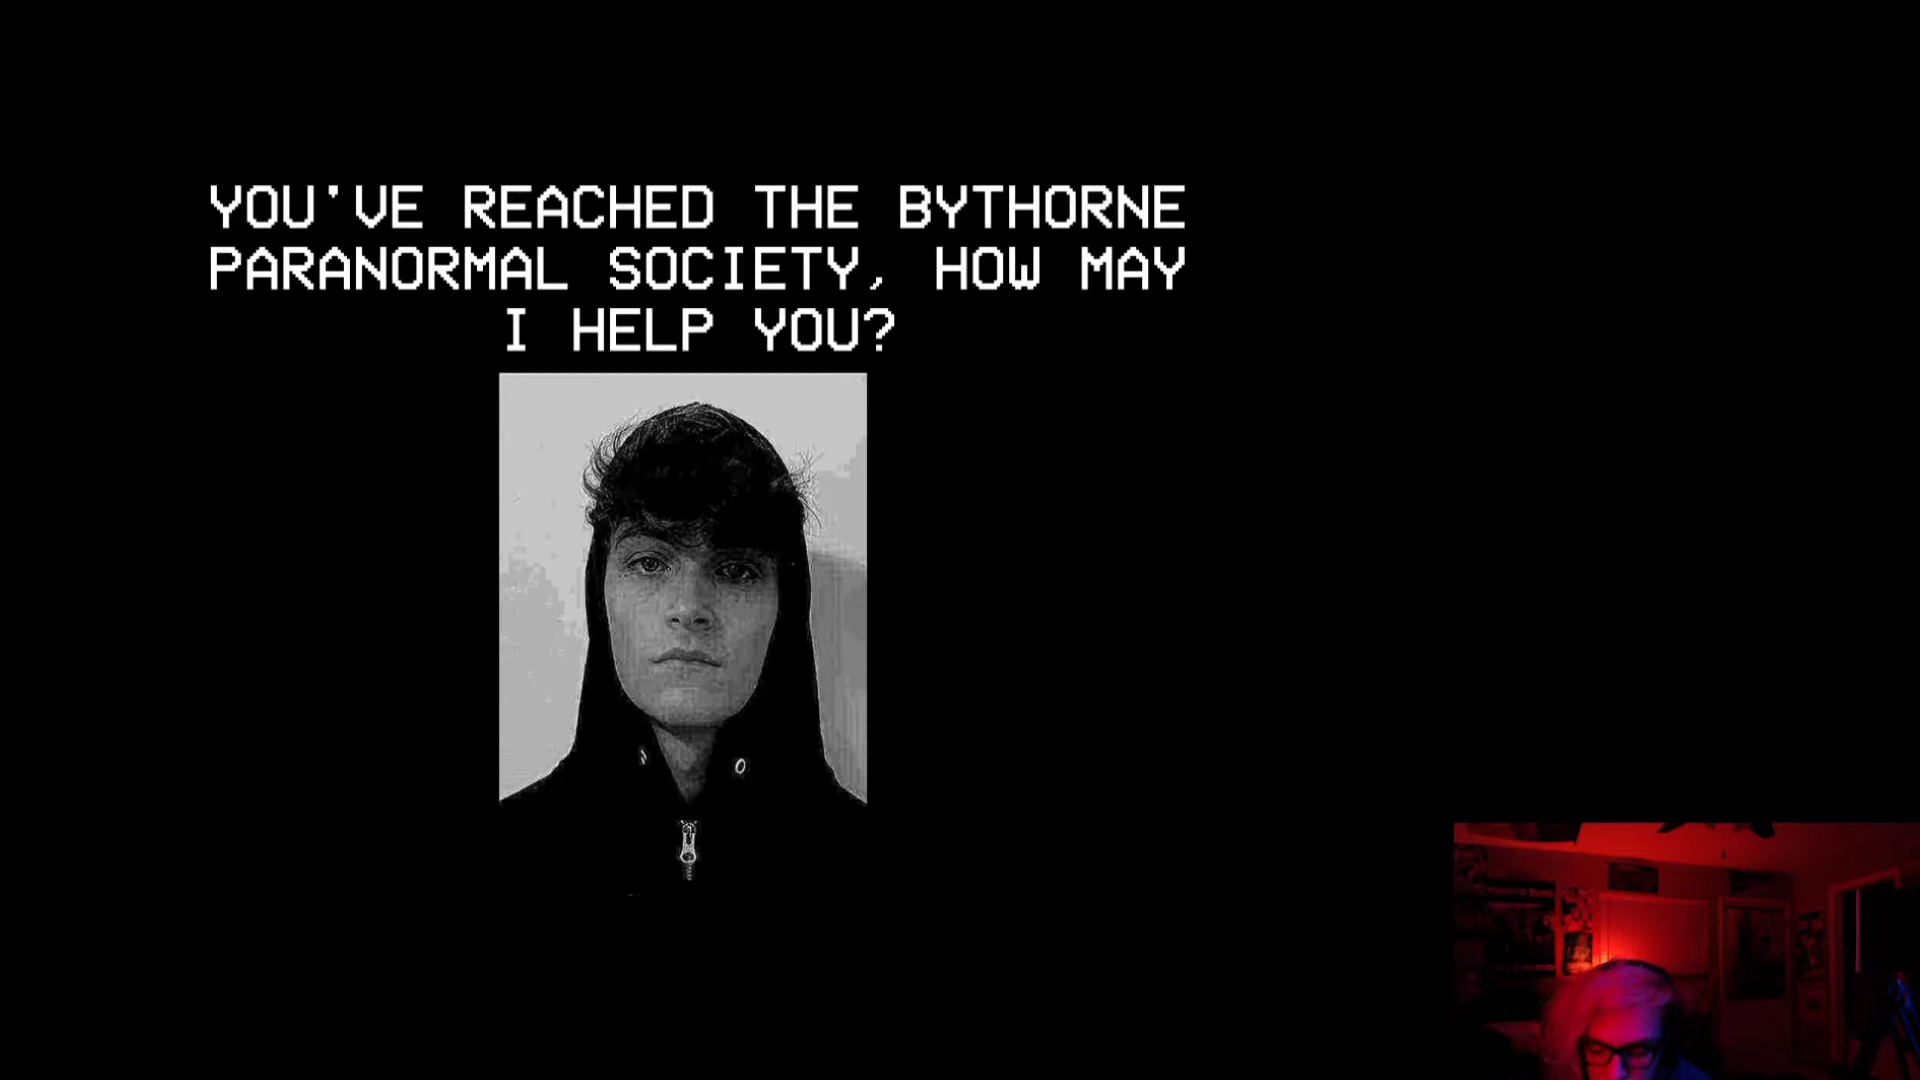 YOU'VE REACHED THE BYTHORNE
PARANORMAL SOCIETY, HOW MAY
I HELP YOU?